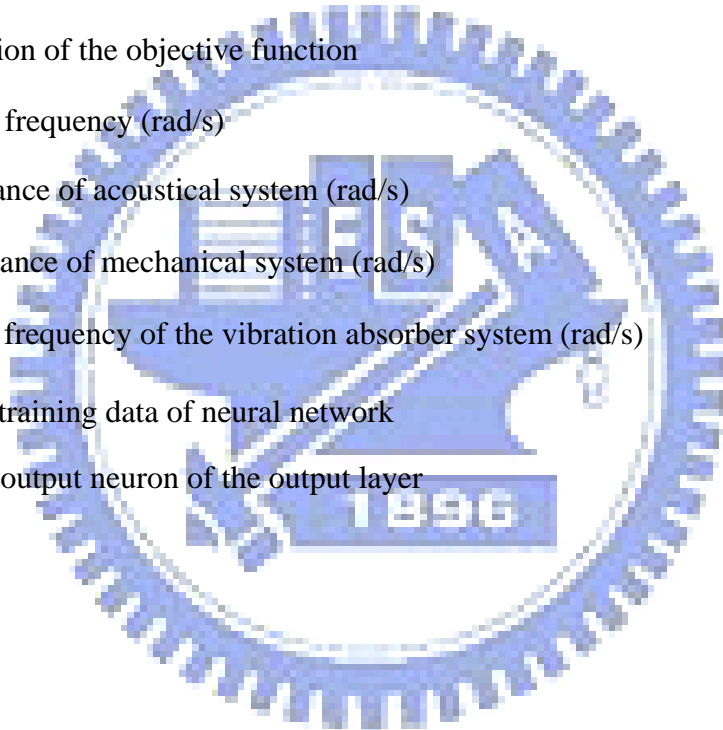 ion of the objective function
frequency (rad/s)
ance of acoustical system (rad/s)
ance of mechanical system (rad/s)
frequency of the vibration absorber system (rad/s)
training data of neural network
output neuron of the output layer
E S A
1896